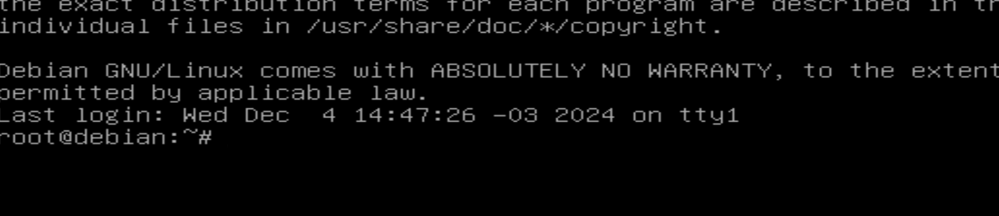 the exact distribution terms for each program are described in th
individual files in /usr/share/doc/*/copyright.
Debian GNU/Linux comes with ABSOLUTELY NO WARRANTY, to the extent
permitted by applicable law.
Last login: Wed Dec  4 14:47:26 -03 2024 on tty1
root@debian:~#